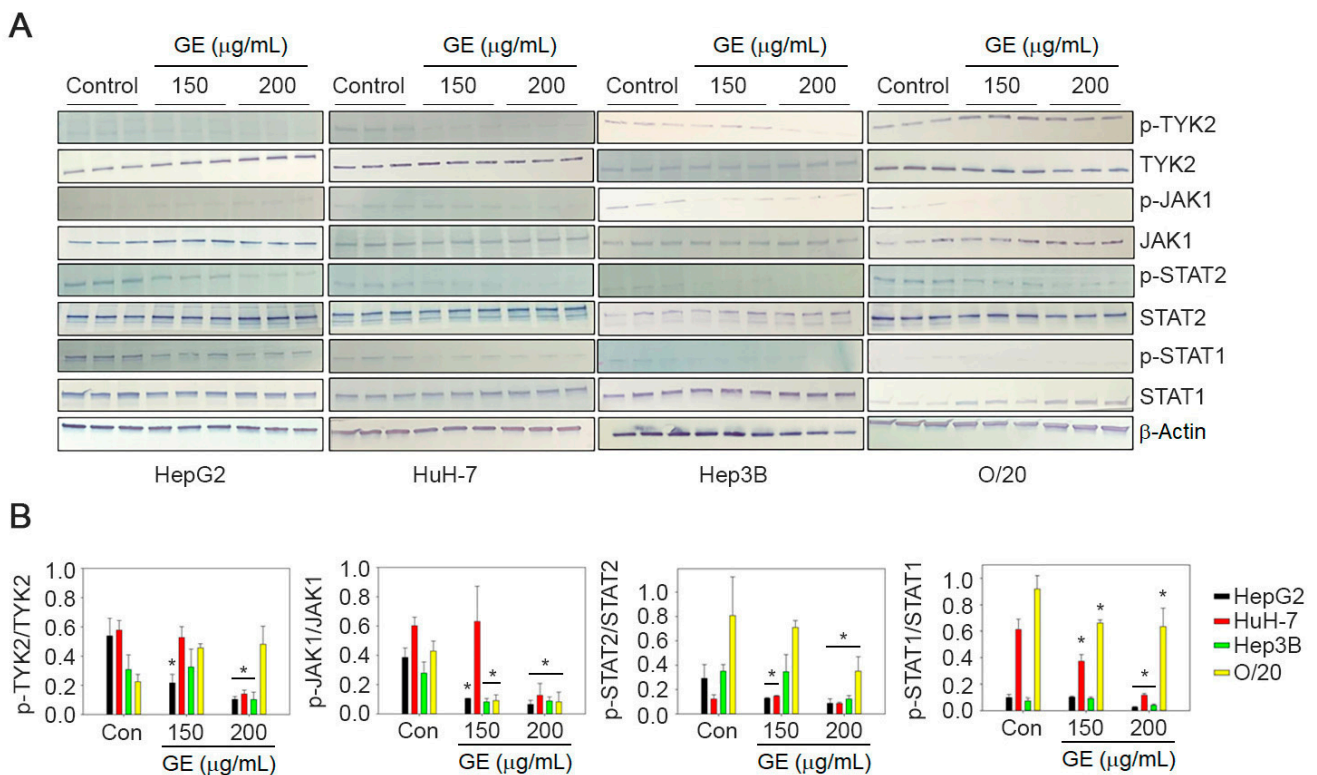 A
GE (μg/mL) GE (μg/mL) GE (μg/mL) GE (μg/mL)
Control 150 200 Control 150 200 Control 150 200 Control 150 200
p-TYK2
TYK2
p-JAK1
JAK1
p-STAT2
STAT2
p-STAT1
STAT1
β-Actin
HepG2 HuH-7 Hep3B O/20
B
p-TYK2/TYK2
1.0
0.8
0.6
0.4
0.2
0.0
* *
Con 150 200
GE (μg/mL)
p-JAK1/JAK1
1.0
0.8
0.6
0.4
0.2
0.0
* * *
Con 150 200
GE (μg/mL)
p-STAT2/STAT2
1.0
0.8
0.6
0.4
0.2
0.0
* *
Con 150 200
GE (μg/mL)
p-STAT1/STAT1
1.0
0.8
0.6
0.4
0.2
0.0
* * * *
Con 150 200
GE (μg/mL)
HepG2
HuH-7
Hep3B
O/20